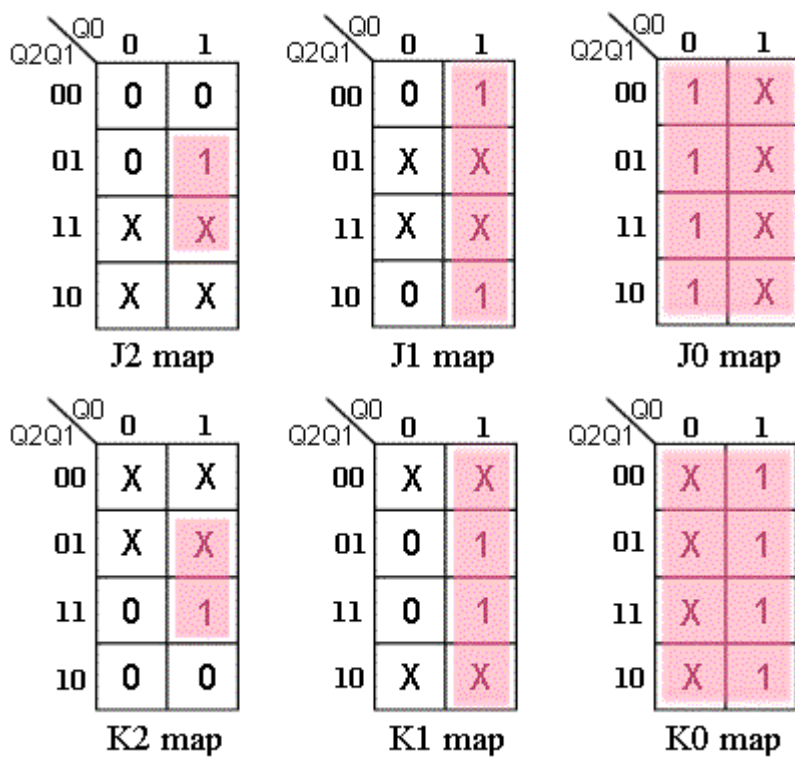 Q0 Q0 Q0
Q2Q1 0 1 Q2Q1 0 1 Q2Q1 0 1
00 0 0 00 0 1 00 1 X
01 0 1 01 X X 01 1 X
11 X X 11 X X 11 1 X
10 X X 10 0 1 10 1 X
J2 map J1 map J0 map
Q0 Q0 Q0
Q2Q1 0 1 Q2Q1 0 1 Q2Q1 0 1
00 X X 00 X X 00 X 1
01 X X 01 0 1 01 X 1
11 0 1 11 0 1 11 X 1
10 0 0 10 X X 10 X 1
K2 map K1 map K0 map